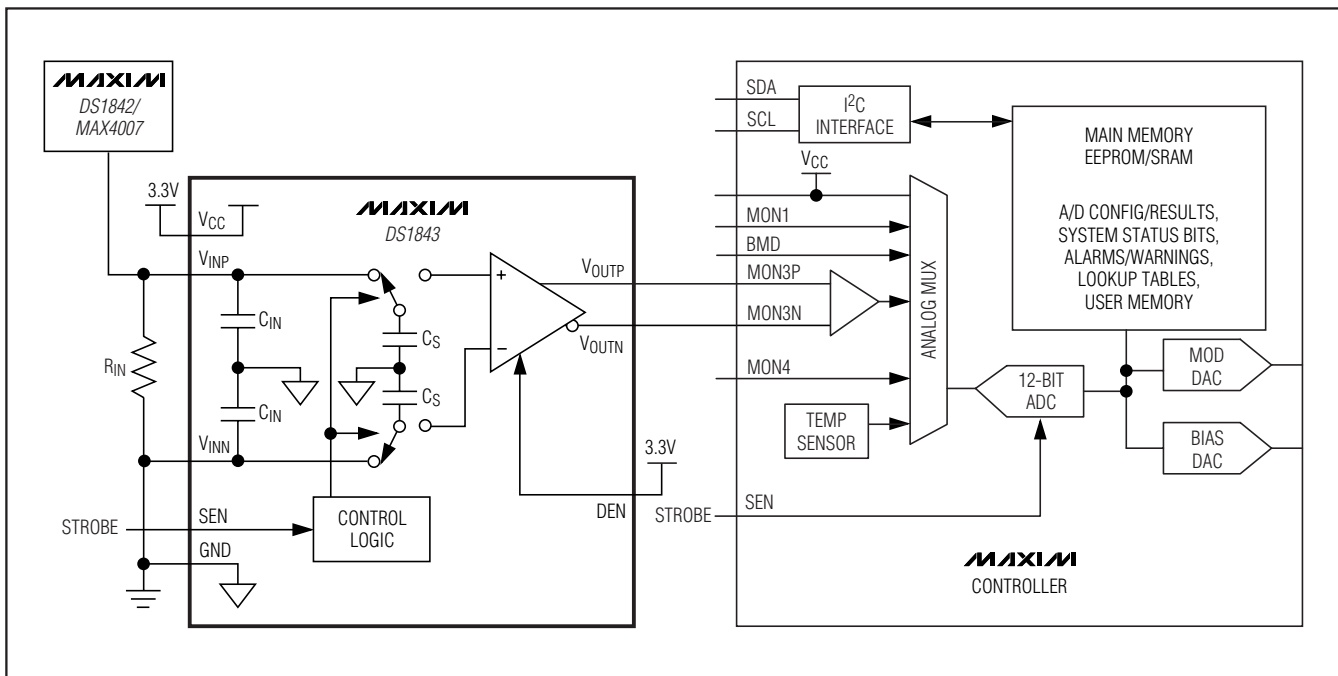 MAXIM
DS1842/
MAX4007
3.3V
VCC
MAXIM
DS1843
VINP
CIN
CS
RIN
CS
CIN
VINN
STROBE
SEN
CONTROL
LOGIC
GND
VOUTP
VOUTN
3.3V
DEN
SDA
SCL
I2C
INTERFACE
MAIN MEMORY
EEPROM/SRAM
A/D CONFIG/RESULTS,
SYSTEM STATUS BITS,
ALARMS/WARNINGS,
LOOKUP TABLES,
USER MEMORY
VCC
MON1
BMD
MON3P
MON3N
MON4
ANALOG MUX
TEMP
SENSOR
12-BIT
ADC
MOD
DAC
BIAS
DAC
STROBE
SEN
MAXIM
CONTROLLER